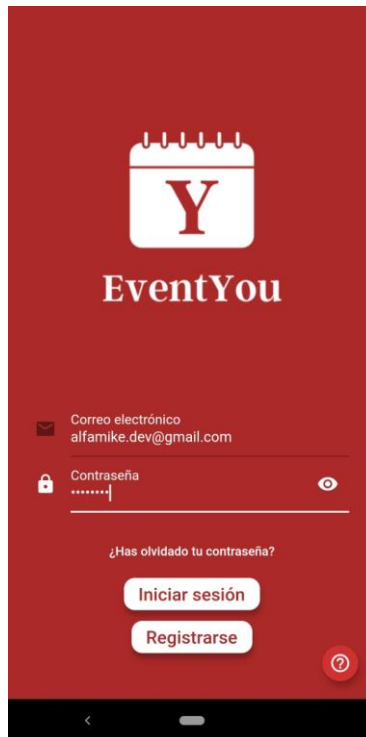 Y
EventYou
Correo electrónico
alfamike.dev@gmail.com
Contraseña
••••••••
¿Has olvidado tu contraseña?
Iniciar sesión
Registrarse
?